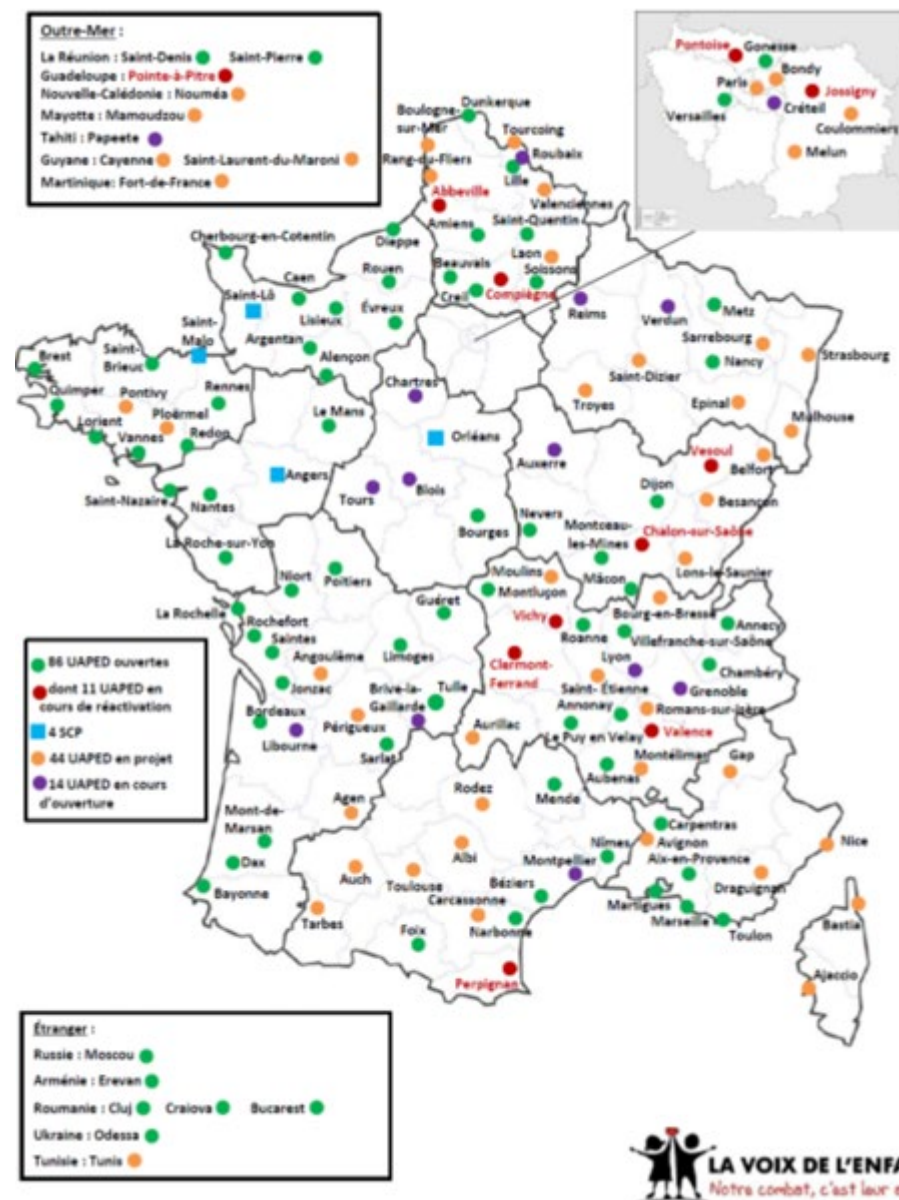 Outre-Mer :
La Réunion : Saint-Denis Saint-Pierre
Guadeloupe : Pointe-à-Pitre
Nouvelle-Calédonie : Nouméa
Mayotte : Mamoudzou
Tahiti : Papeete
Guyane : Cayenne Saint-Laurent-du-Maroni
Martinique: Fort-de-France
Pontoise
Gonesse
Bondy
Paris
Jossigny
Versailles
Créteil
Coulommiers
Melun
Dunkerque
Boulogne-
sur-Mer
Tourcoing
Roubaix
Rang-du-Fliers
Lille
Abbeville
Valenciennes
Amiens
Saint-Quentin
Cherbourg-en-Cotentin
Dieppe
Laon
Beauvais
Soissons
Rouen
Caen
Creil
Compiègne
Saint-Lô
Lisieux
Évreux
Reims
Verdun
Metz
Sarrebourg
Strasbourg
Saint-
Malo
Argentan
Nancy
Saint-
Brieuc
Brest
Alençon
Saint-Dizier
Chartres
Quimper
Pontivy
Rennes
Troyes
Epinal
Le Mans
Ploërmel
Mulhouse
Lorient
Orléans
Vannes
Redon
Auxerre
Vesoul
Belfort
Angers
Dijon
Besançon
Saint-Nazaire
Nantes
Tours
Blois
Nevers
Montceau-
les-Mines
Chalon-sur-Saône
Bourges
La Roche-sur-Yon
Lons-le-Saunier
Moulins
Mâcon
Niort
Poitiers
Montluçon
Bourg-en-Bresse
La Rochelle
Guéret
Vichy
Annecy
Rochefort
Roanne
Villefranche-sur-Saône
Saintes
Limoges
Lyon
Chambéry
Angoulême
Clermont-
Ferrand
Jonzac
Brive-la-
Gaillarde
Tulle
Saint- Étienne
Grenoble
Annonay
Romans-sur-Isère
Bordeaux
Périgueux
Aurillac
Libourne
Le Puy en Velay
Valence
Sarlat
Montélimar
Gap
Aubenas
86 UAPED ouvertes
dont 11 UAPED en
cours de réactivation
4 SCP
44 UAPED en projet
14 UAPED en cours
d'ouverture
Agen
Rodez
Mende
Mont-de-
Marsan
Carpentras
Avignon
Nice
Albi
Nîmes
Dax
Montpellier
Aix-en-Provence
Auch
Toulouse
Béziers
Draguignan
Bayonne
Carcassonne
Martigues
Tarbes
Narbonne
Marseille
Toulon
Bastia
Foix
Ajaccio
Perpignan
Étranger :
Russie : Moscou
Arménie : Erevan
Roumanie : Cluj Craiova Bucarest
Ukraine : Odessa
Tunisie : Tunis
LA VOIX DE L'ENFA
Notre combat, c'est leur